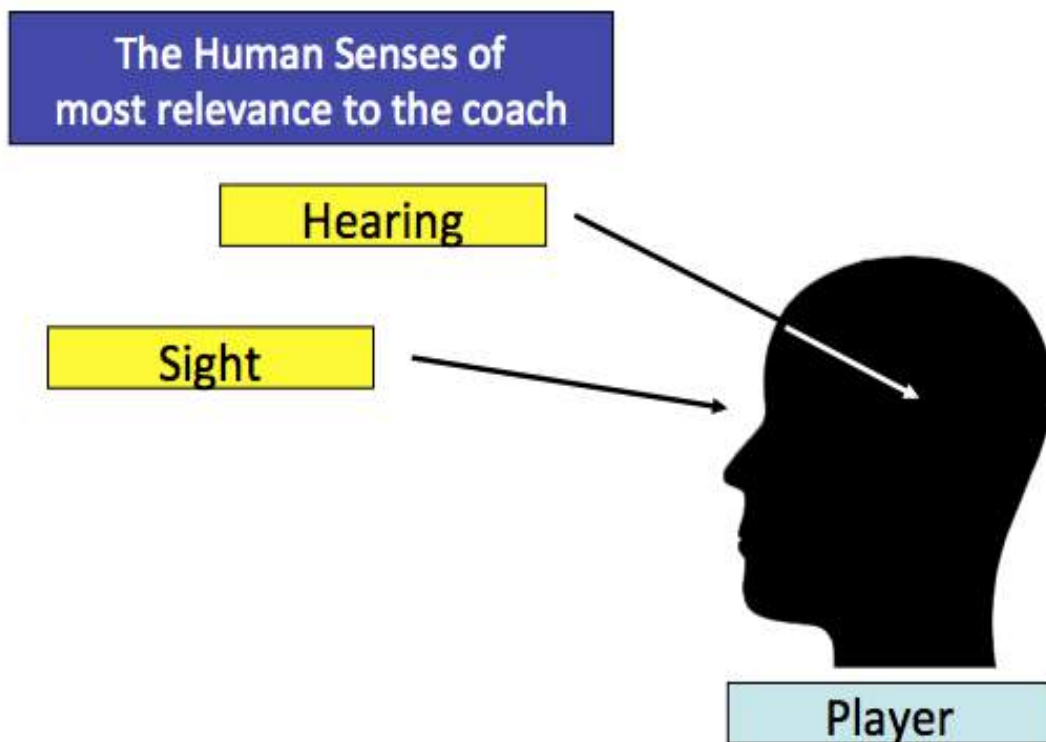 The Human Senses of
most relevance to the coach
Hearing
Sight
Player